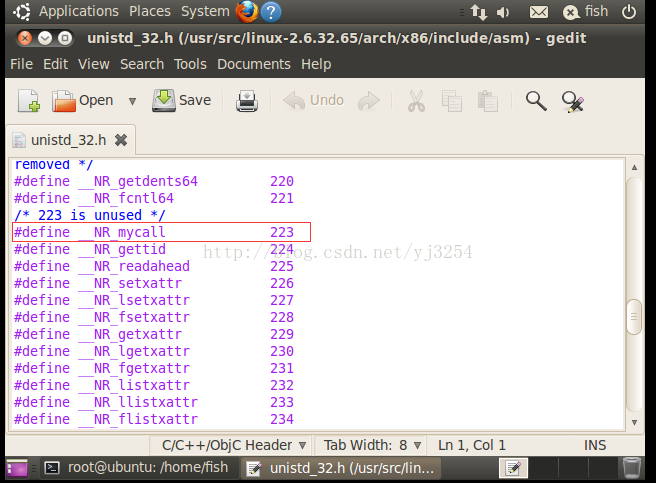 Applications Places System ? fish
unistd_32.h (/usr/src/linux-2.6.32.65/arch/x86/include/asm) - gedit
File Edit View Search Tools Documents Help
Open Save Undo
unistd_32.h
removed */
#define __NR_getdents64 220
#define __NR_fcntl64 221
/* 223 is unused */
#define __NR_mycall 223
#define __NR_gettid 224
#define __NR_readahead 225
#define __NR_setxattr 226
#define __NR_lsetxattr 227
#define __NR_fsetxattr 228
#define __NR_getxattr 229
#define __NR_lgetxattr 230
#define __NR_fgetxattr 231
#define __NR_listxattr 232
#define __NR_llistxattr 233
#define __NR_flistxattr 234
http://blog.csdn.net/yj3254
C/C++/ObjC Header Tab Width: 8 Ln 1, Col 1 INS
root@ubuntu: /home/fish unistd_32.h (/usr/src/lin...